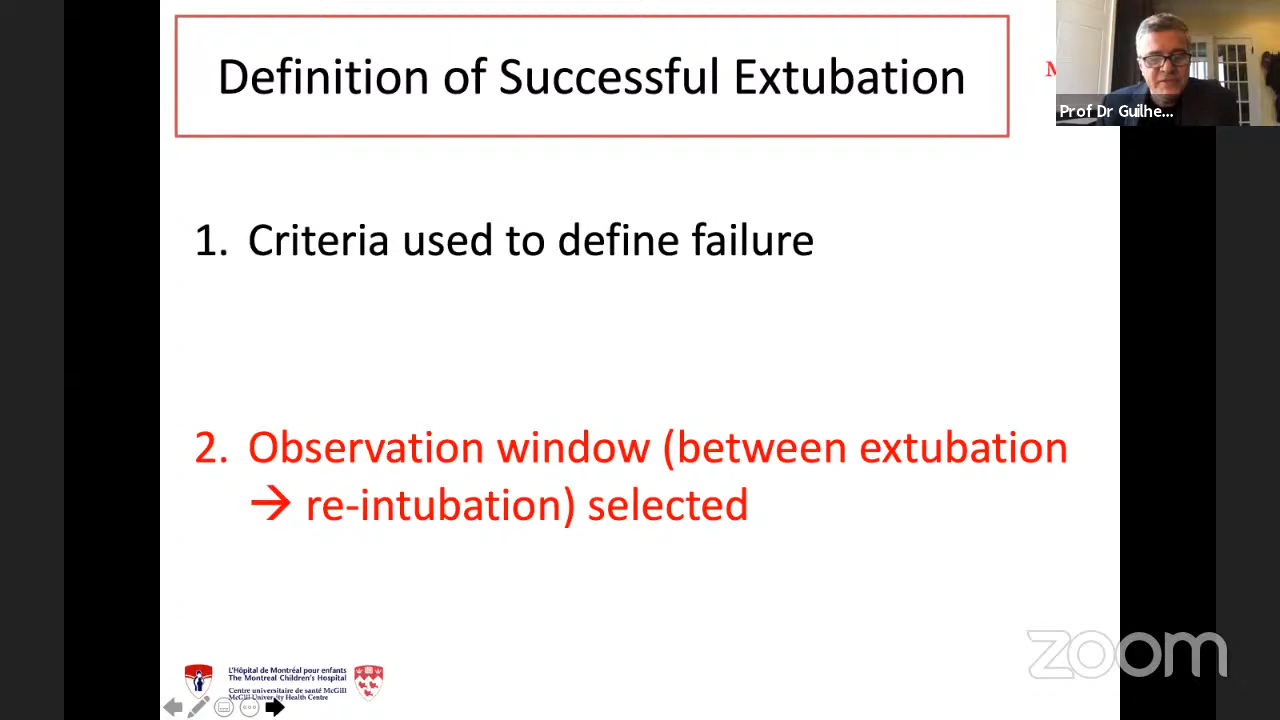 Definition of Successful Extubation
M
Prof Dr Guilhe...
1. Criteria used to define failure
2. Observation window (between extubation
→ re-intubation) selected
zoom
L'Hôpital de Montréal pour enfants
The Montreal Children's Hospital
Centre universitaire de santé McGill
McGill University Health Centre